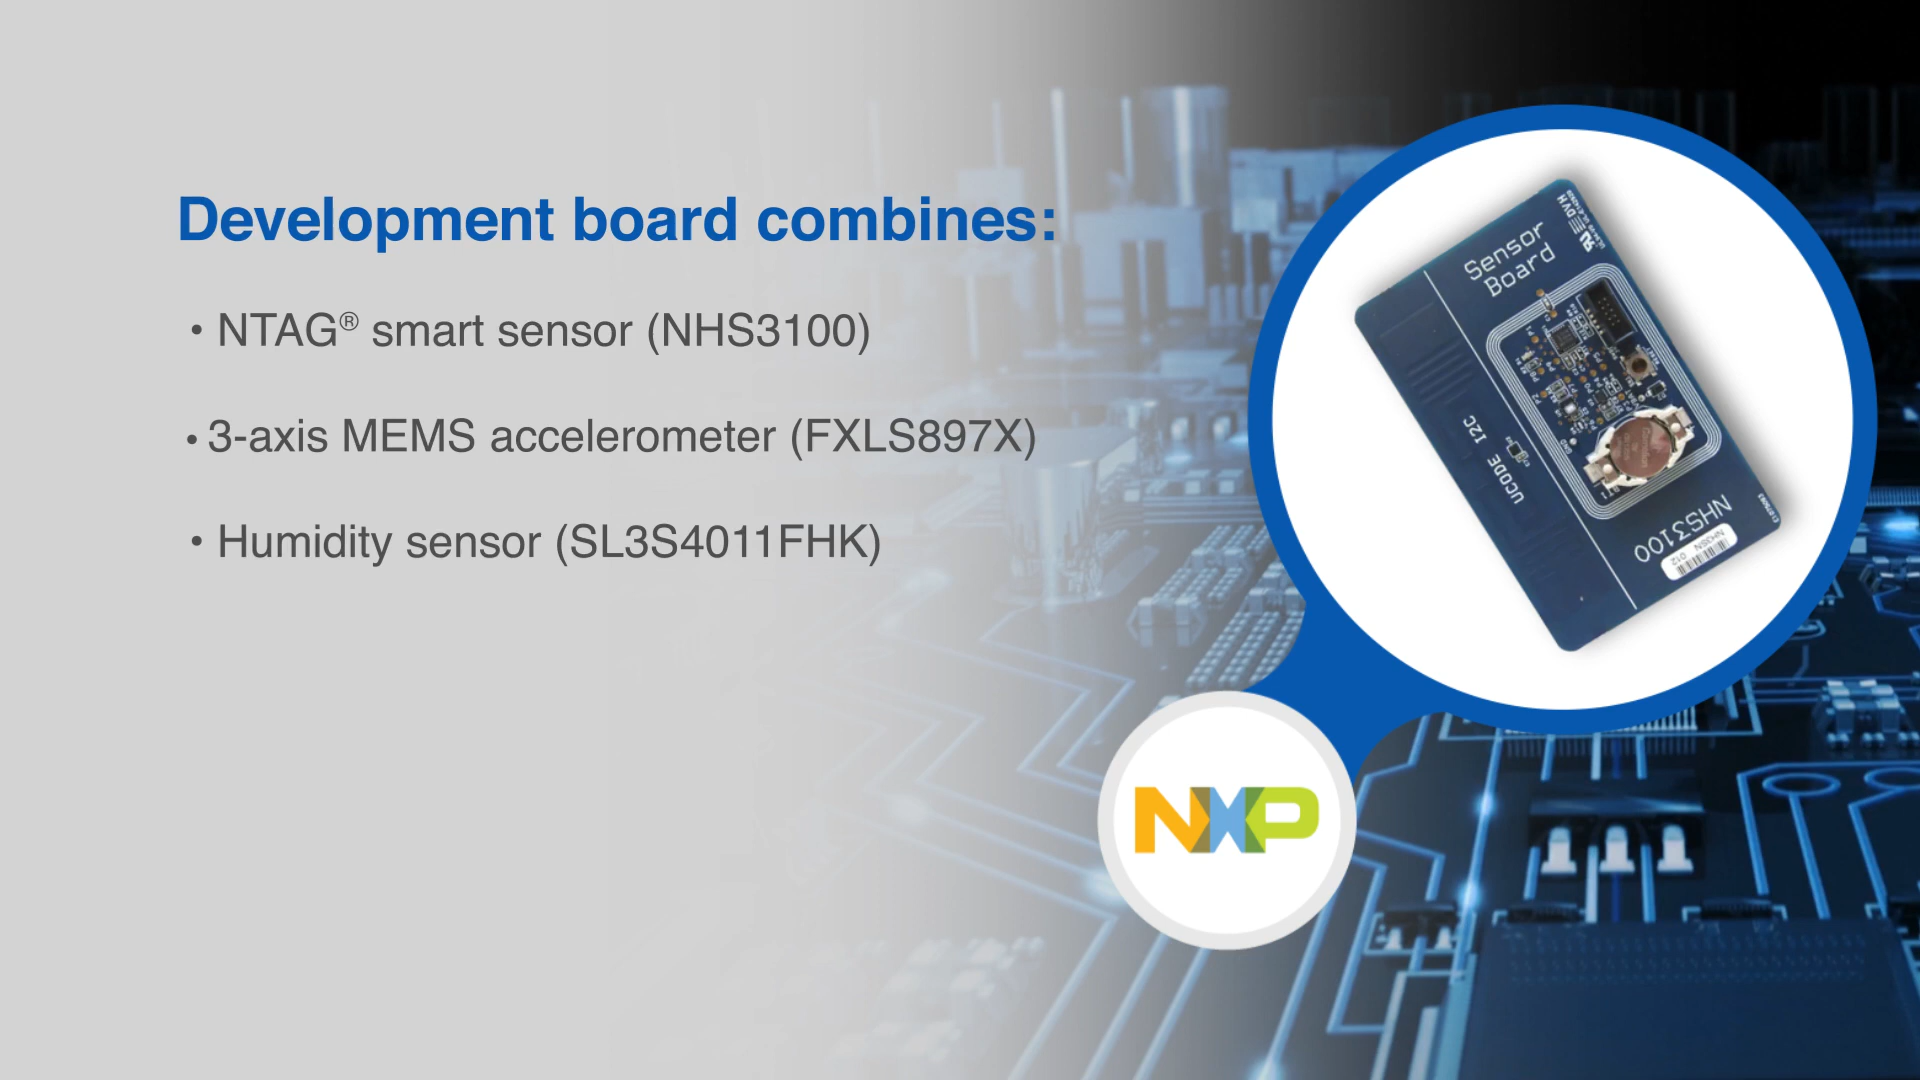 Development board combines:
• NTAG® smart sensor (NHS3100)
• 3-axis MEMS accelerometer (FXLS897X)
• Humidity sensor (SL3S4011FHK)
Sensor
Board
DVH
UCODE I2C
NHS3100
NXP